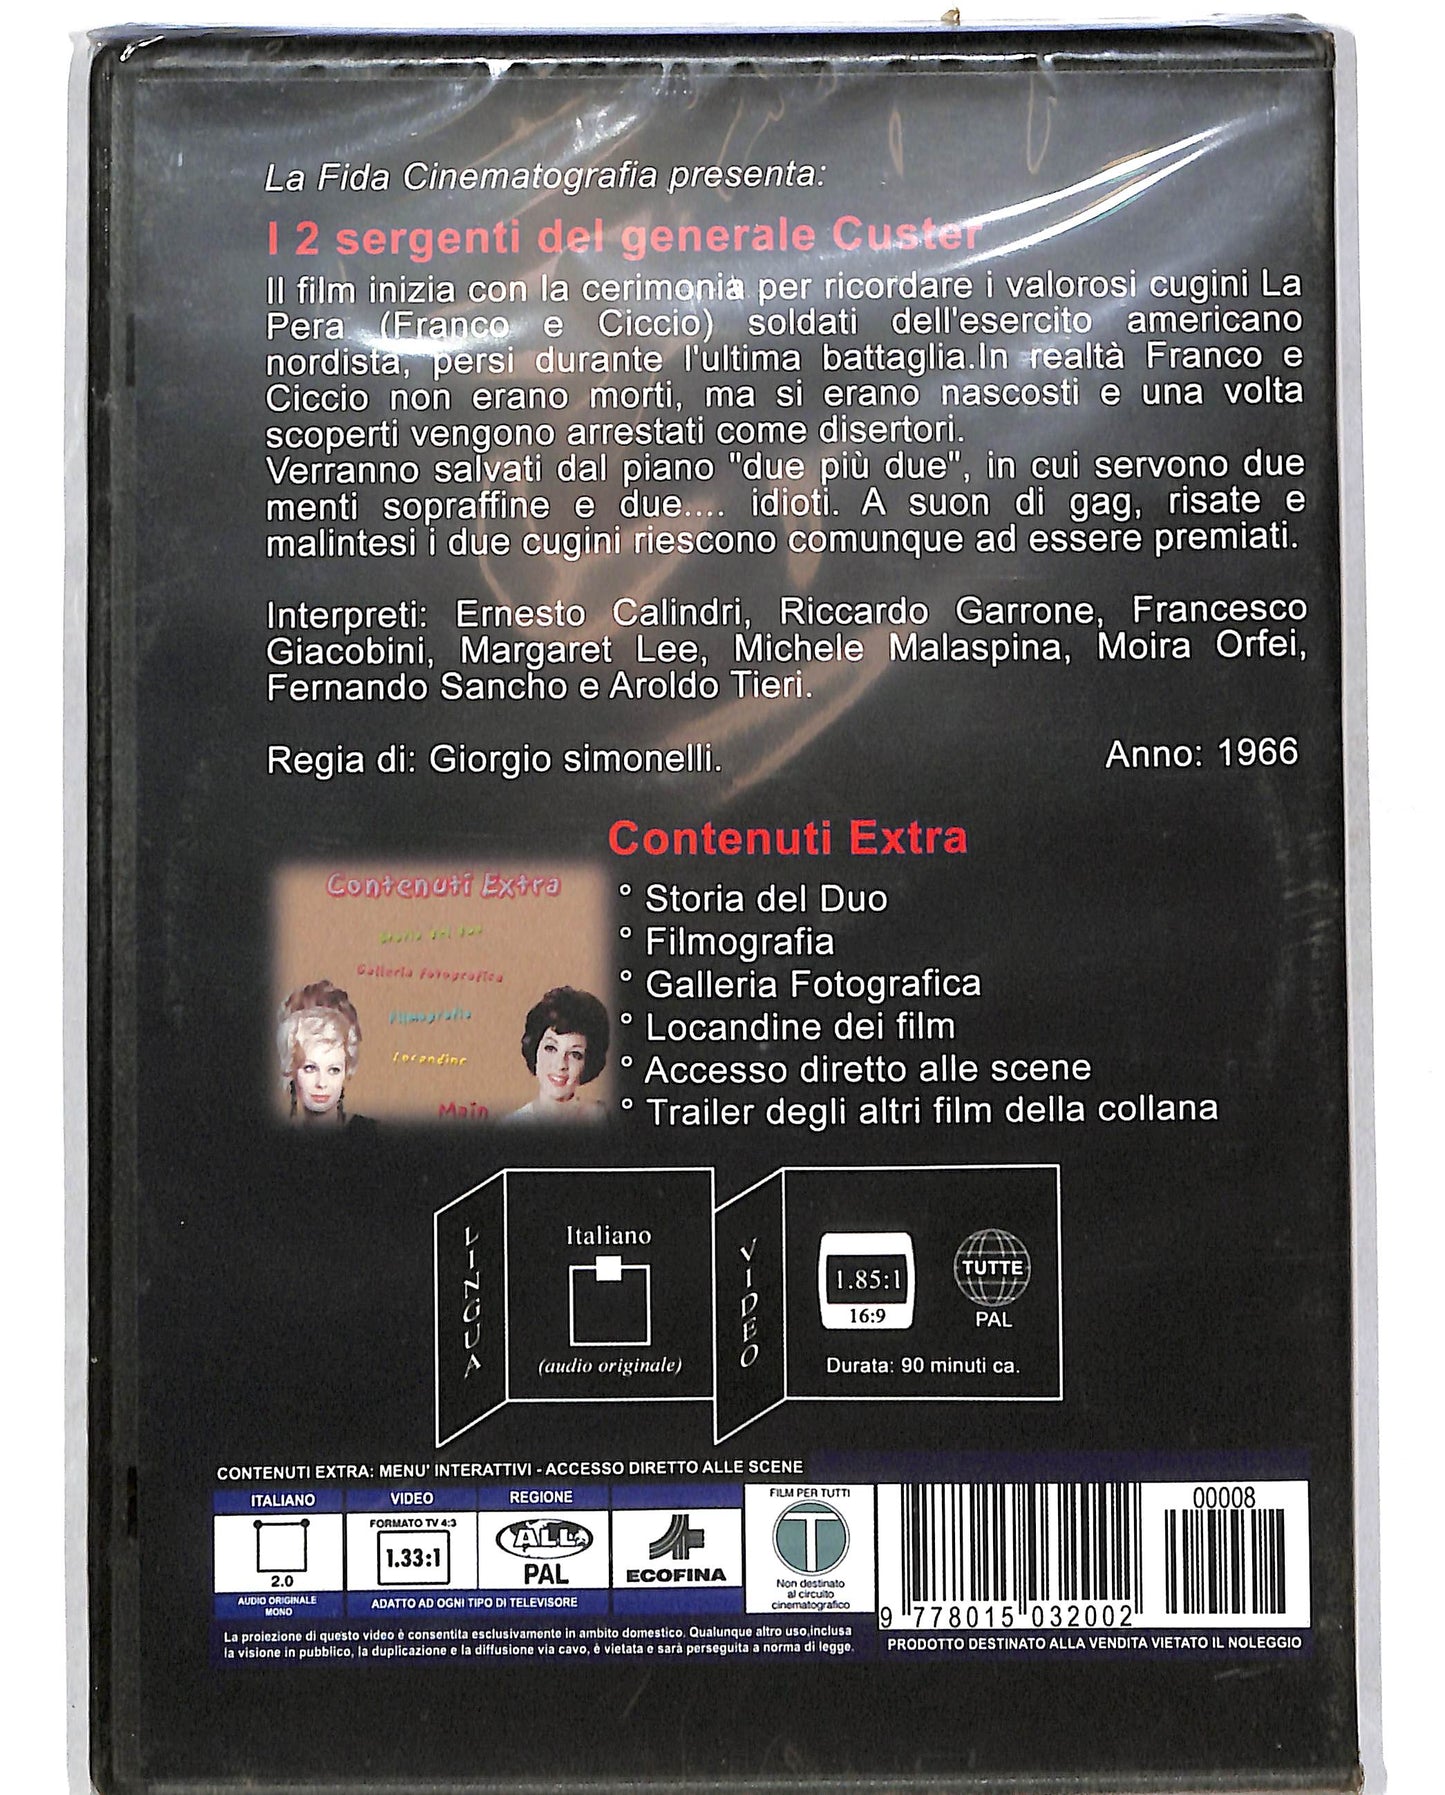 La Fida Cinematografia presenta:
I 2 sergenti del generale Custer
Il film inizia con la cerimonia per ricordare i valorosi cugini La
Pera (Franco e Ciccio) soldati dell'esercito americano
nordista, persi durante l'ultima battaglia.In realtà Franco e
Ciccio non erano morti, ma si erano nascosti e una volta
scoperti vengono arrestati come disertori.
Verranno salvati dal piano "due più due", in cui servono due
menti sopraffine e due.... idioti. A suon di gag, risate e
malintesi i due cugini riescono comunque ad essere premiati.
Interpreti: Ernesto Calindri, Riccardo Garrone, Francesco
Giacobini, Margaret Lee, Michele Malaspina, Moira Orfei,
Fernando Sancho e Aroldo Tieri.
Regia di: Giorgio simonelli. Anno: 1966
Contenuti Extra
Contenuti Extra
Storia del Duo
Galleria Fotografica
Filmografia
Locandine
Main
° Storia del Duo
° Filmografia
° Galleria Fotografica
° Locandine dei film
° Accesso diretto alle scene
° Trailer degli altri film della collana
LINGUA
Italiano
(audio originale)
VIDEO
1.85:1
16:9
TUTTE
PAL
Durata: 90 minuti ca.
CONTENUTI EXTRA: MENU' INTERATTIVI - ACCESSO DIRETTO ALLE SCENE
ITALIANO
2.0
AUDIO ORIGINALE
MONO
VIDEO
FORMATO TV 4:3
1.33:1
REGIONE
ALL
PAL
ADATTO AD OGNI TIPO DI TELEVISORE
ECOFINA
FILM PER TUTTI
T
Non destinato
al circuito
cinematografico
00008
9 778015 032002
La proiezione di questo video è consentita esclusivamente in ambito domestico. Qualunque altro uso,inclusa
la visione in pubblico, la duplicazione e la diffusione via cavo, è vietata e sarà perseguita a norma di legge.
PRODOTTO DESTINATO ALLA VENDITA VIETATO IL NOLEGGIO